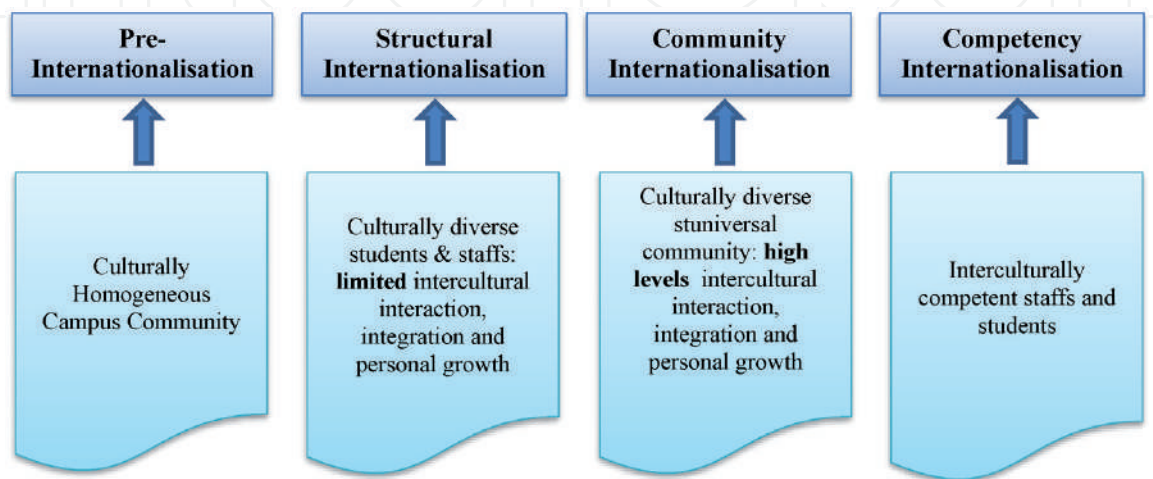 Pre-
Internationalisation
Structural
Internationalisation
Community
Internationalisation
Competency
Internationalisation
Culturally
Homogeneous
Campus Community
Culturally diverse
students & staffs:
limited intercultural
interaction,
integration and
personal growth
Culturally diverse
stuniversal
community: high
levels intercultural
interaction,
integration and
personal growth
Interculturally
competent staffs and
students